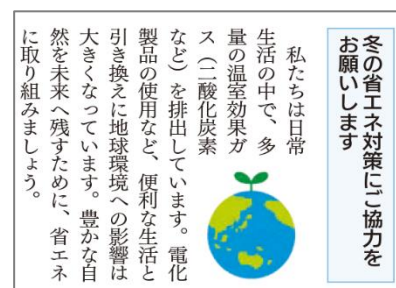 冬の省エネ対策にご協力を
お願いします
私たちは日常
生活の中で、多
量の温室効果ガ
ス（二酸化炭素
など）を排出しています。電化
製品の使用など、便利な生活と
引き換えに地球環境への影響は
大きくなっています。豊かな自
然を未来へ残すために、省エネ
に取り組みましょう。